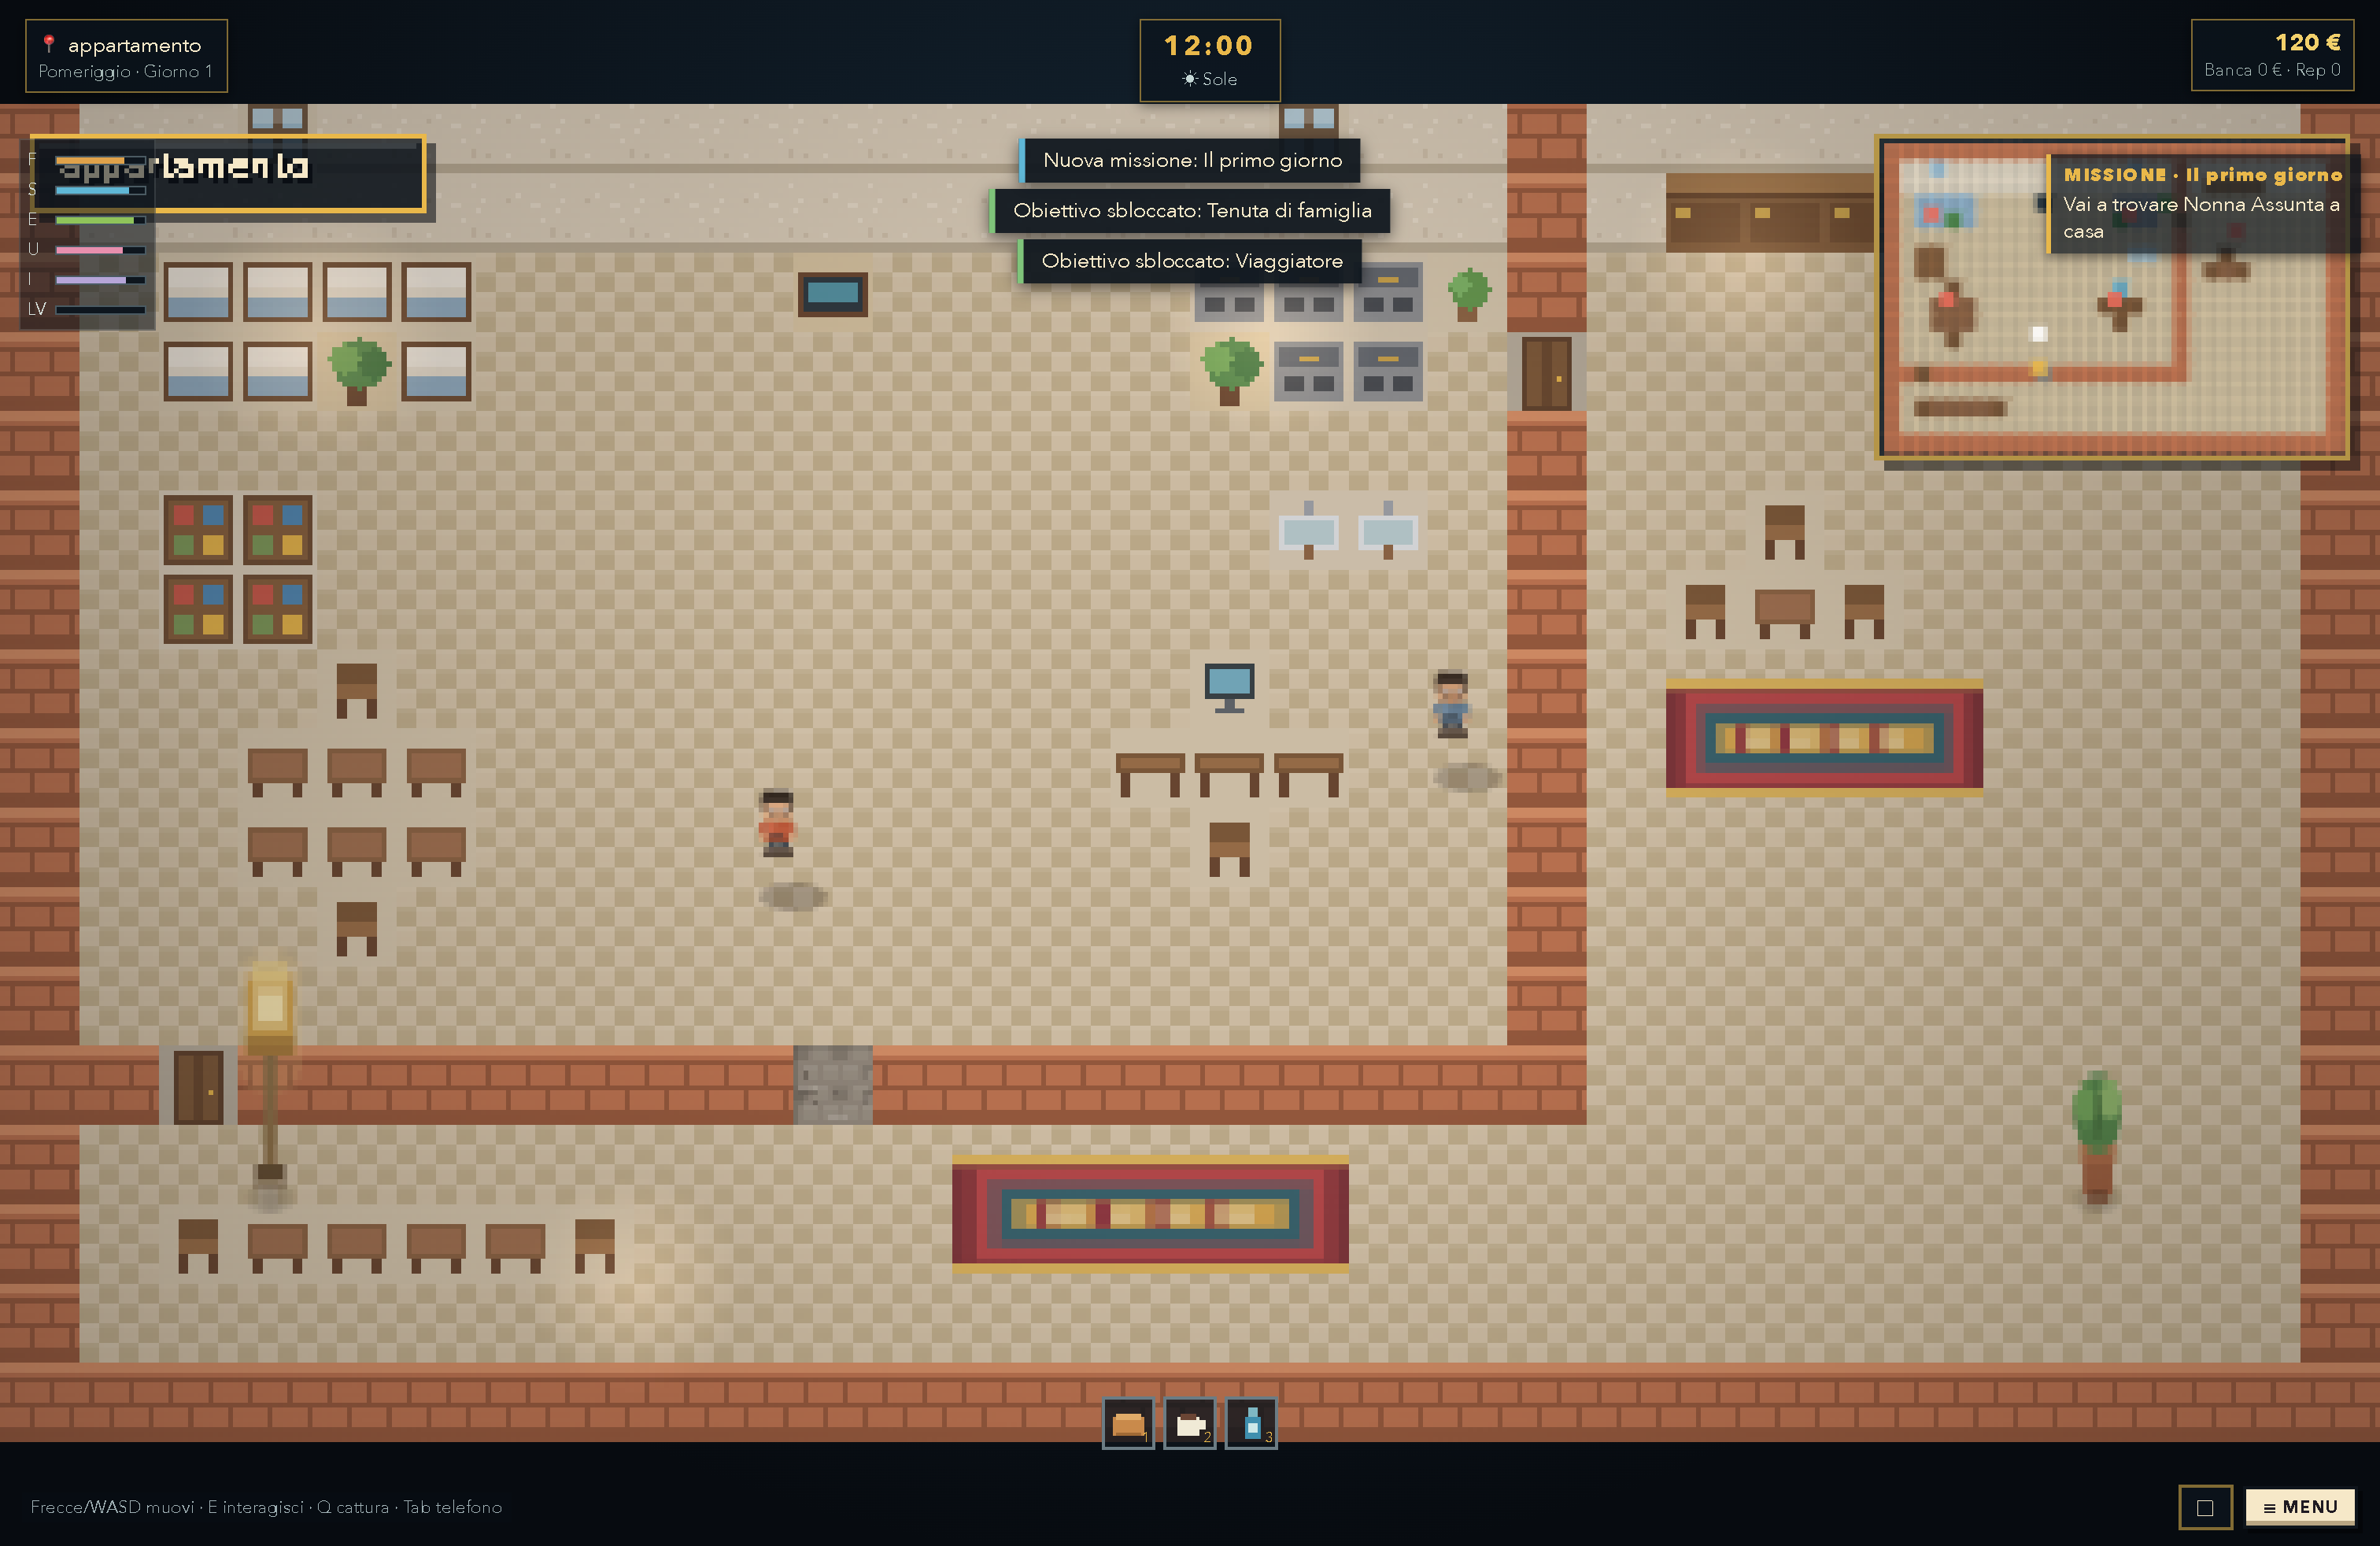 appartamento
Pomeriggio · Giorno 1
12:00
Sole
120 €
Banca 0 € · Rep 0
appartamento
F
S
E
U
I
LV
Nuova missione: Il primo giorno
Obiettivo sbloccato: Tenuta di famiglia
Obiettivo sbloccato: Viaggiatore
MISSIONE · Il primo giorno
Vai a trovare Nonna Assunta a
casa
1
2
3
Frecce/WASD muovi · E interagisci · Q cattura · Tab telefono
≡ MENU